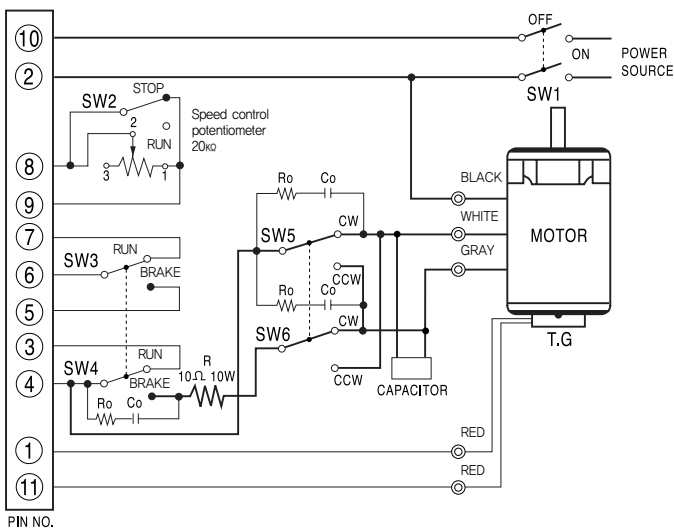 OFF
10
ON
POWER
SOURCE
2
SW1
STOP
SW2
Speed control
potentiometer
20KΩ
2
RUN
8
3
1
Ro
Co
BLACK
9
WHITE
CW
7
SW5
MOTOR
RUN
GRAY
SW3
6
BRAKE
CCW
Ro
Co
5
CW
SW6
T.G
3
RUN
R
SW4
10Ω 10W
4
BRAKE
CCW
CAPACITOR
Ro
Co
RED
1
RED
11
PIN NO.